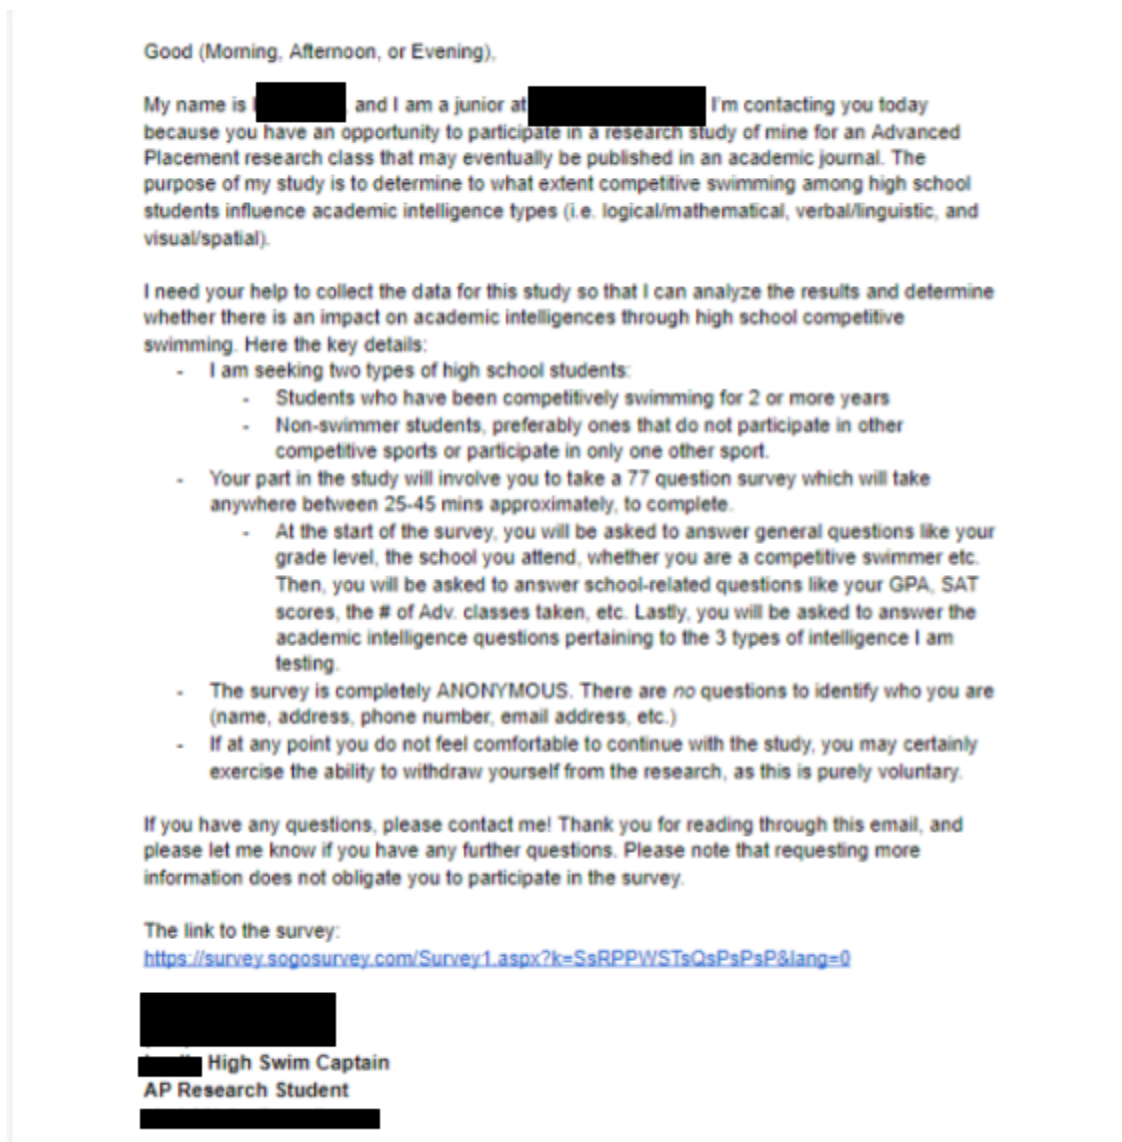 Good (Morning, Afternoon, or Evening),
My name is and I am a junior at I'm contacting you today
because you have an opportunity to participate in a research study of mine for an Advanced
Placement research class that may eventually be published in an academic journal. The
purpose of my study is to determine to what extent competitive swimming among high school
students influence academic intelligence types (i.e. logical/mathematical, verbal/linguistic, and
visual/spatial).
I need your help to collect the data for this study so that I can analyze the results and determine
whether there is an impact on academic intelligences through high school competitive
swimming. Here the key details:
- I am seeking two types of high school students:
- Students who have been competitively swimming for 2 or more years
- Non-swimmer students, preferably ones that do not participate in other
competitive sports or participate in only one other sport.
- Your part in the study will involve you to take a 77 question survey which will take
anywhere between 25-45 mins approximately, to complete.
- At the start of the survey, you will be asked to answer general questions like your
grade level, the school you attend, whether you are a competitive swimmer etc.
Then, you will be asked to answer school-related questions like your GPA, SAT
scores, the # of Adv. classes taken, etc. Lastly, you will be asked to answer the
academic intelligence questions pertaining to the 3 types of intelligence I am
testing.
- The survey is completely ANONYMOUS. There are no questions to identify who you are
(name, address, phone number, email address, etc.)
- If at any point you do not feel comfortable to continue with the study, you may certainly
exercise the ability to withdraw yourself from the research, as this is purely voluntary.
If you have any questions, please contact me! Thank you for reading through this email, and
please let me know if you have any further questions. Please note that requesting more
information does not obligate you to participate in the survey.
The link to the survey:
https://survey.sogosurvey.com/Survey1.aspx?k=SsRPPWSTsQsPsPsP&lang=0
High Swim Captain
AP Research Student